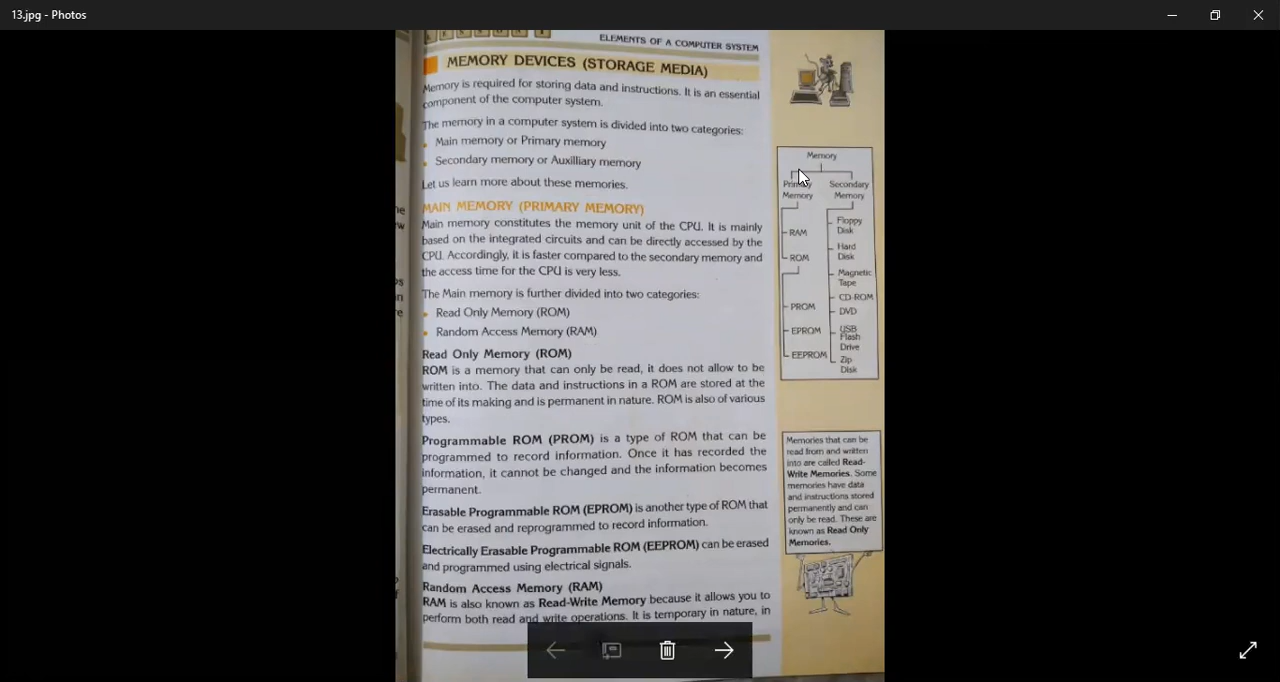 13.jpg - Photos
ELEMENTS OF A COMPUTER SYSTEM
MEMORY DEVICES (STORAGE MEDIA)
Memory is required for storing data and instructions. It is an essential
component of the computer system.
The memory in a computer system is divided into two categories:
Main memory or Primary memory
Secondary memory or Auxilliary memory
Let us learn more about these memories.
MAIN MEMORY (PRIMARY MEMORY)
Main memory constitutes the memory unit of the CPU. It is mainly
based on the integrated circuits and can be directly accessed by the
CPU. Accordingly, it is faster compared to the secondary memory and
the access time for the CPU is very less.
The Main memory is further divided into two categories:
Read Only Memory (ROM)
Random Access Memory (RAM)
Read Only Memory (ROM)
ROM is a memory that can only be read, it does not allow to be
written into. The data and instructions in a ROM are stored at the
time of its making and is permanent in nature. ROM is also of various
types.
Programmable ROM (PROM) is a type of ROM that can be
programmed to record information. Once it has recorded the
information, it cannot be changed and the information becomes
permanent.
Erasable Programmable ROM (EPROM) is another type of ROM that
can be erased and reprogrammed to record information.
Electrically Erasable Programmable ROM (EEPROM) can be erased
and programmed using electrical signals.
Random Access Memory (RAM)
RAM is also known as Read-Write Memory because it allows you to
perform both read and write operations. It is temporary in nature, in
Memory
Primary
Memory
RAM
ROM
PROM
EPROM
EEPROM
Secondary
Memory
Floppy
Disk
Hard
Disk
Magnetic
Tape
CD-ROM
DVD
USB
Flash
Drive
Zip
Disk
Memories that can be
read from and written
into are called Read-
Write Memories. Some
memories have data
and instructions stored
permanently and can
only be read. These are
known as Read Only
Memories.